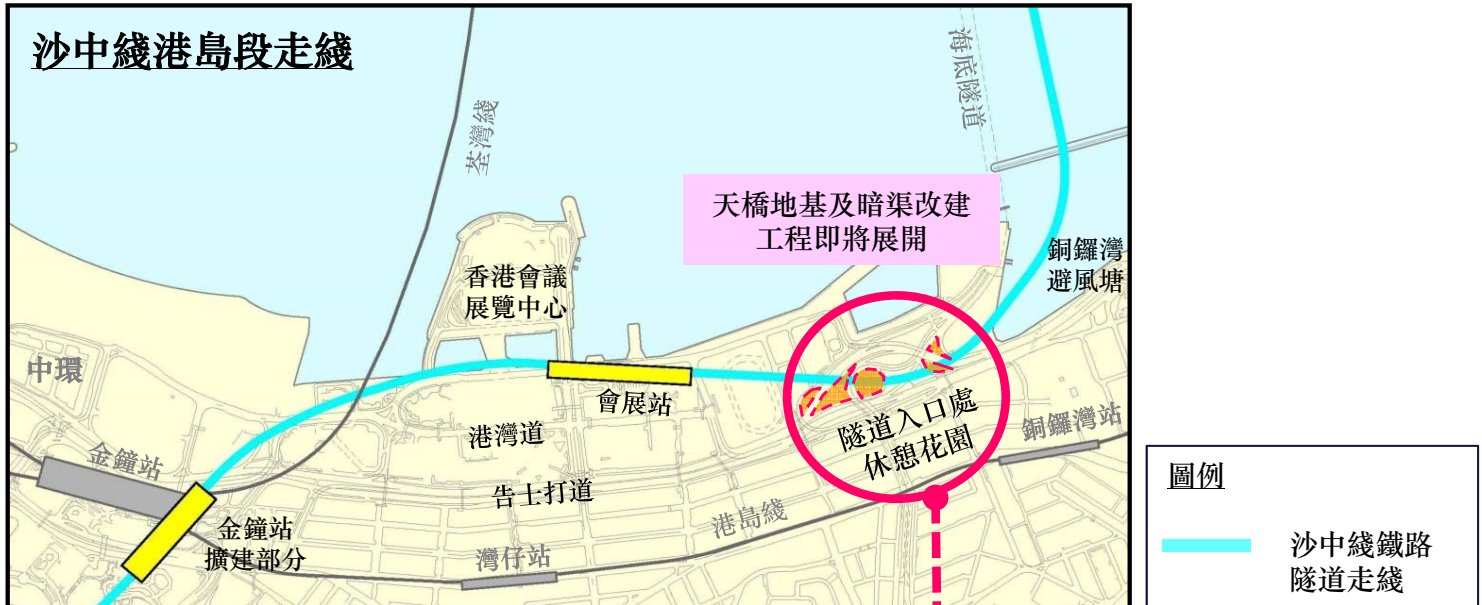 沙中綫港島段走綫
荃灣綫
海底隧道
天橋地基及暗渠改建
工程即將展開
銅鑼灣
避風塘
香港會議
展覽中心
中環
會展站
港灣道
隧道入口處
休憩花園
銅鑼灣站
金鐘站
告士打道
港島綫
金鐘站
擴建部分
灣仔站
圖例
沙中綫鐵路
隧道走綫